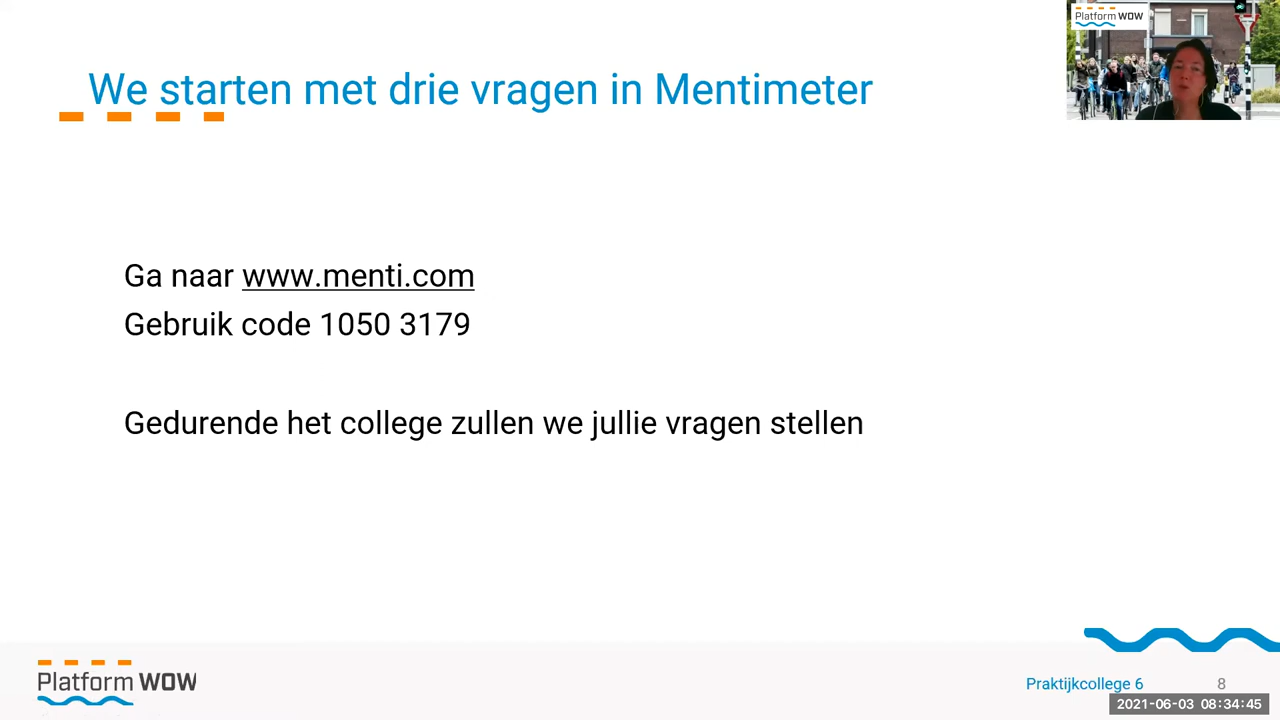 Platform WOW
We starten met drie vragen in Mentimeter
Ga naar www.menti.com
Gebruik code 1050 3179
Gedurende het college zullen we jullie vragen stellen
Platform WOW
Praktijkcollege 6
8
2021-06-03 08:34:45